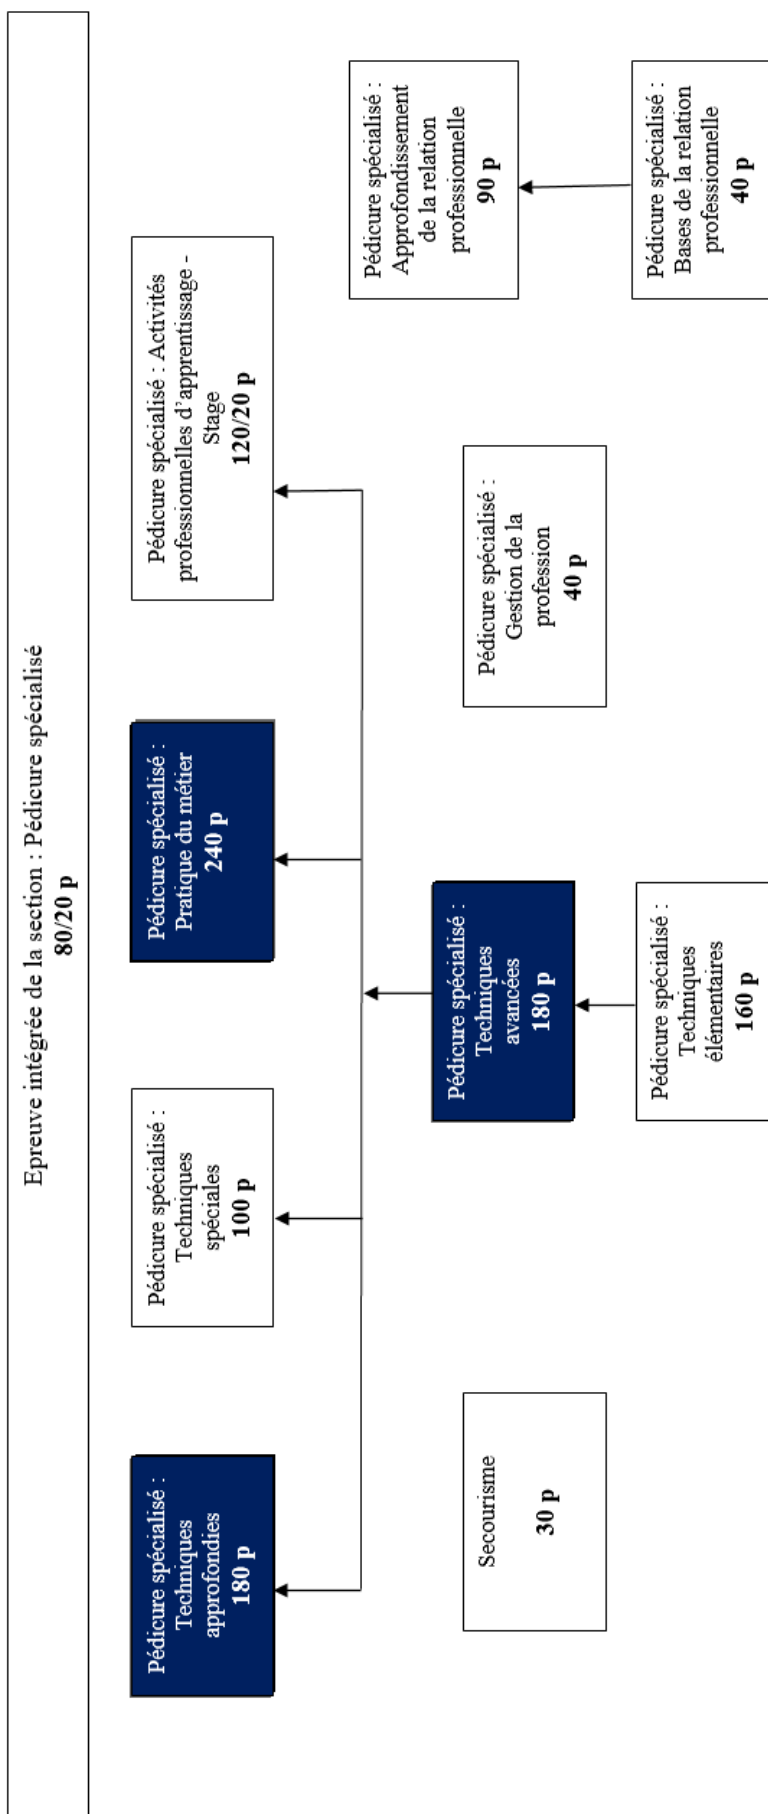 Epreuve intégrée de la section : Pédicure spécialisé
80/20 p
Pédicure spécialisé :
Techniques
approfondies
180 p
Pédicure spécialisé :
Techniques
spéciales
100 p
Pédicure spécialisé :
Pratique du métier
240 p
Pédicure spécialisé : Activités
professionnelles d'apprentissage -
Stage
120/20 p
Pédicure spécialisé :
Approfondissement
de la relation
professionnelle
90 p
Pédicure spécialisé :
Techniques
avancées
180 p
Secourisme
30 p
Pédicure spécialisé :
Gestion de la
profession
40 p
Pédicure spécialisé :
Techniques
élémentaires
160 p
Pédicure spécialisé :
Bases de la relation
professionnelle
40 p